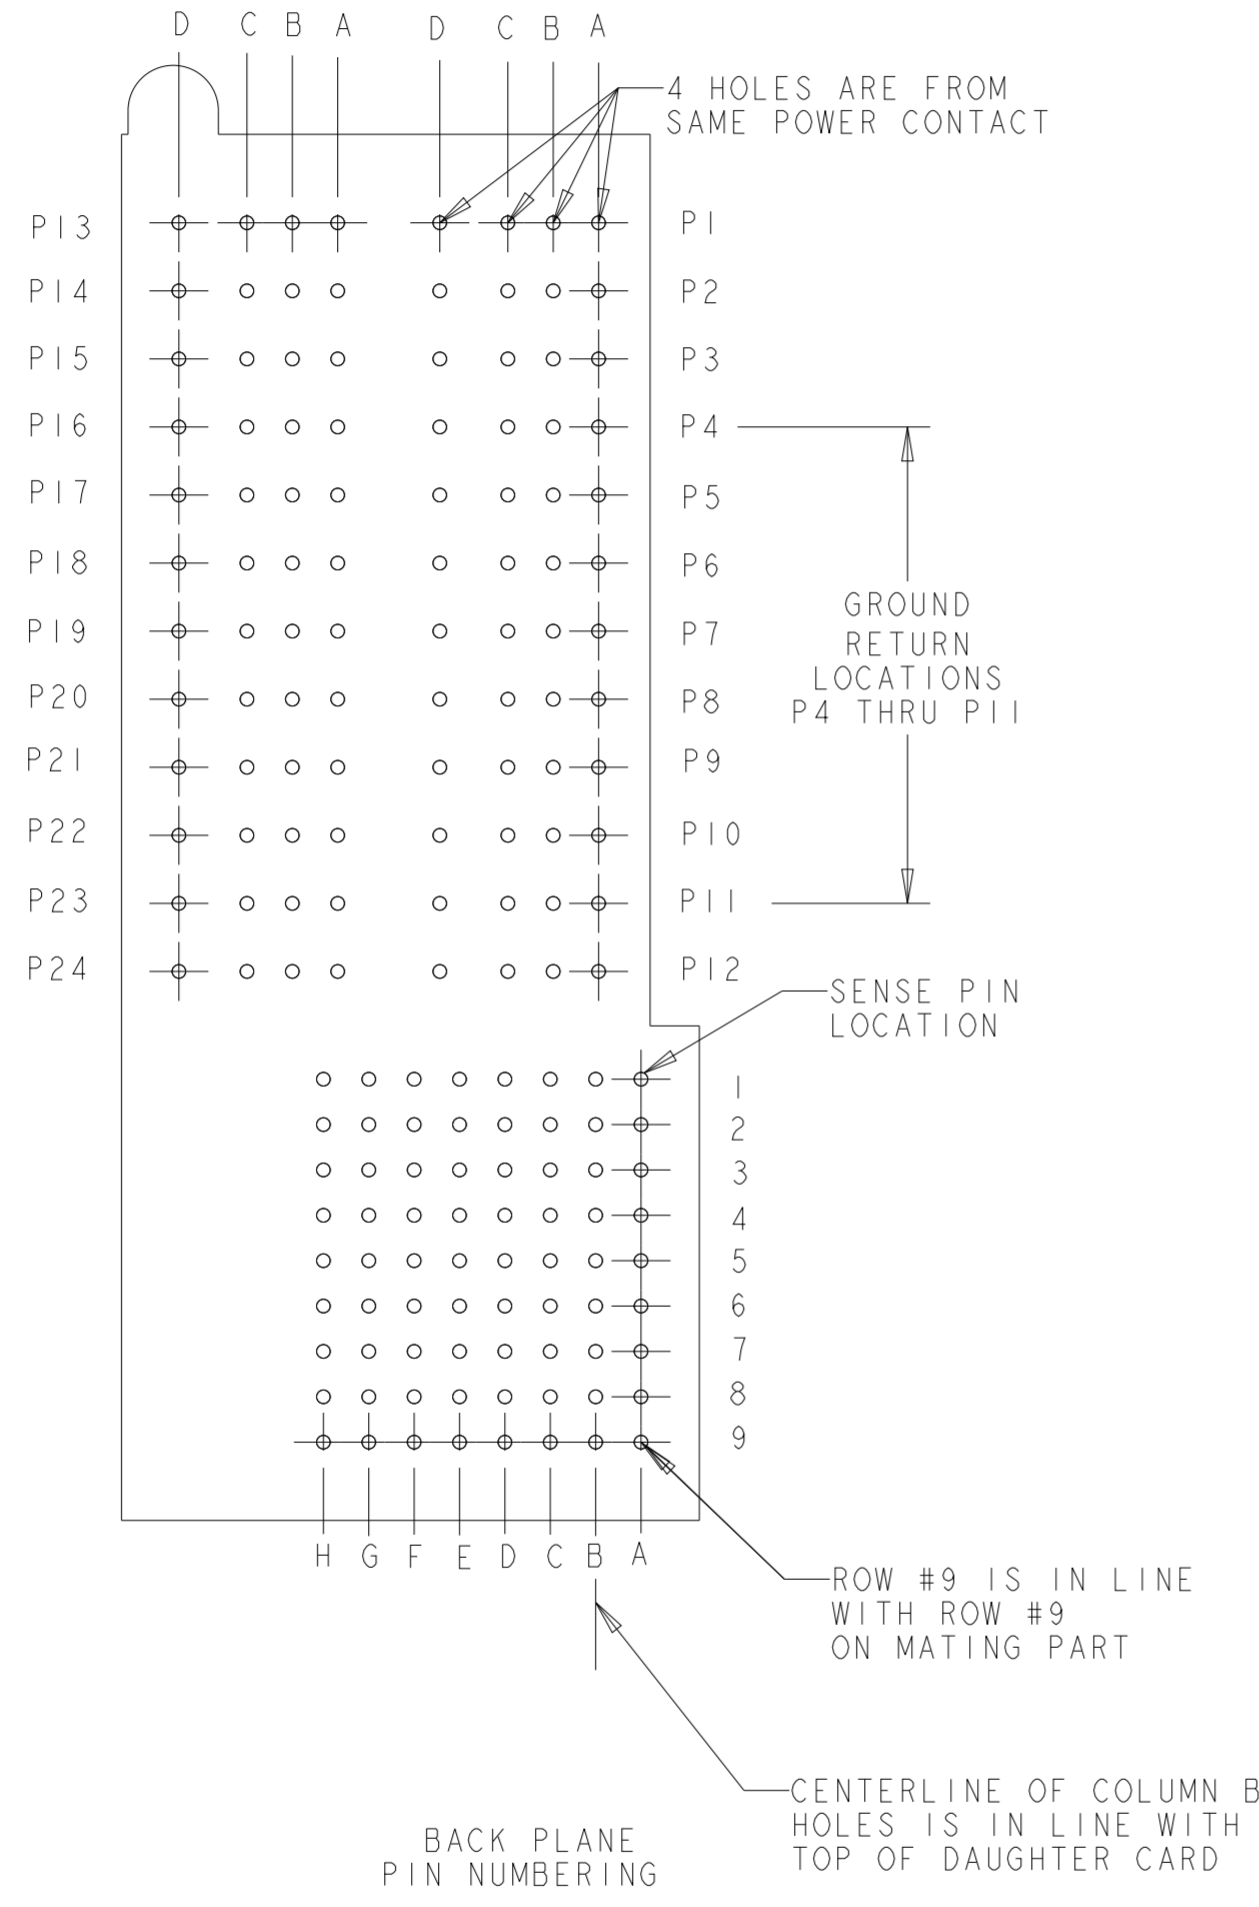 D C B A D C B A
4 HOLES ARE FROM
SAME POWER CONTACT
P13 P1
P14 P2
P15 P3
P16 P4
P17 P5
P18 P6
P19 P7
P20 P8
P21 P9
P22 P10
P23 P11
P24 P12
GROUND
RETURN
LOCATIONS
P4 THRU P11
SENSE PIN
LOCATION
1
2
3
4
5
6
7
8
9
H G F E D C B A
ROW #9 IS IN LINE
WITH ROW #9
ON MATING PART
CENTERLINE OF COLUMN B
HOLES IS IN LINE WITH
TOP OF DAUGHTER CARD
BACK PLANE
PIN NUMBERING